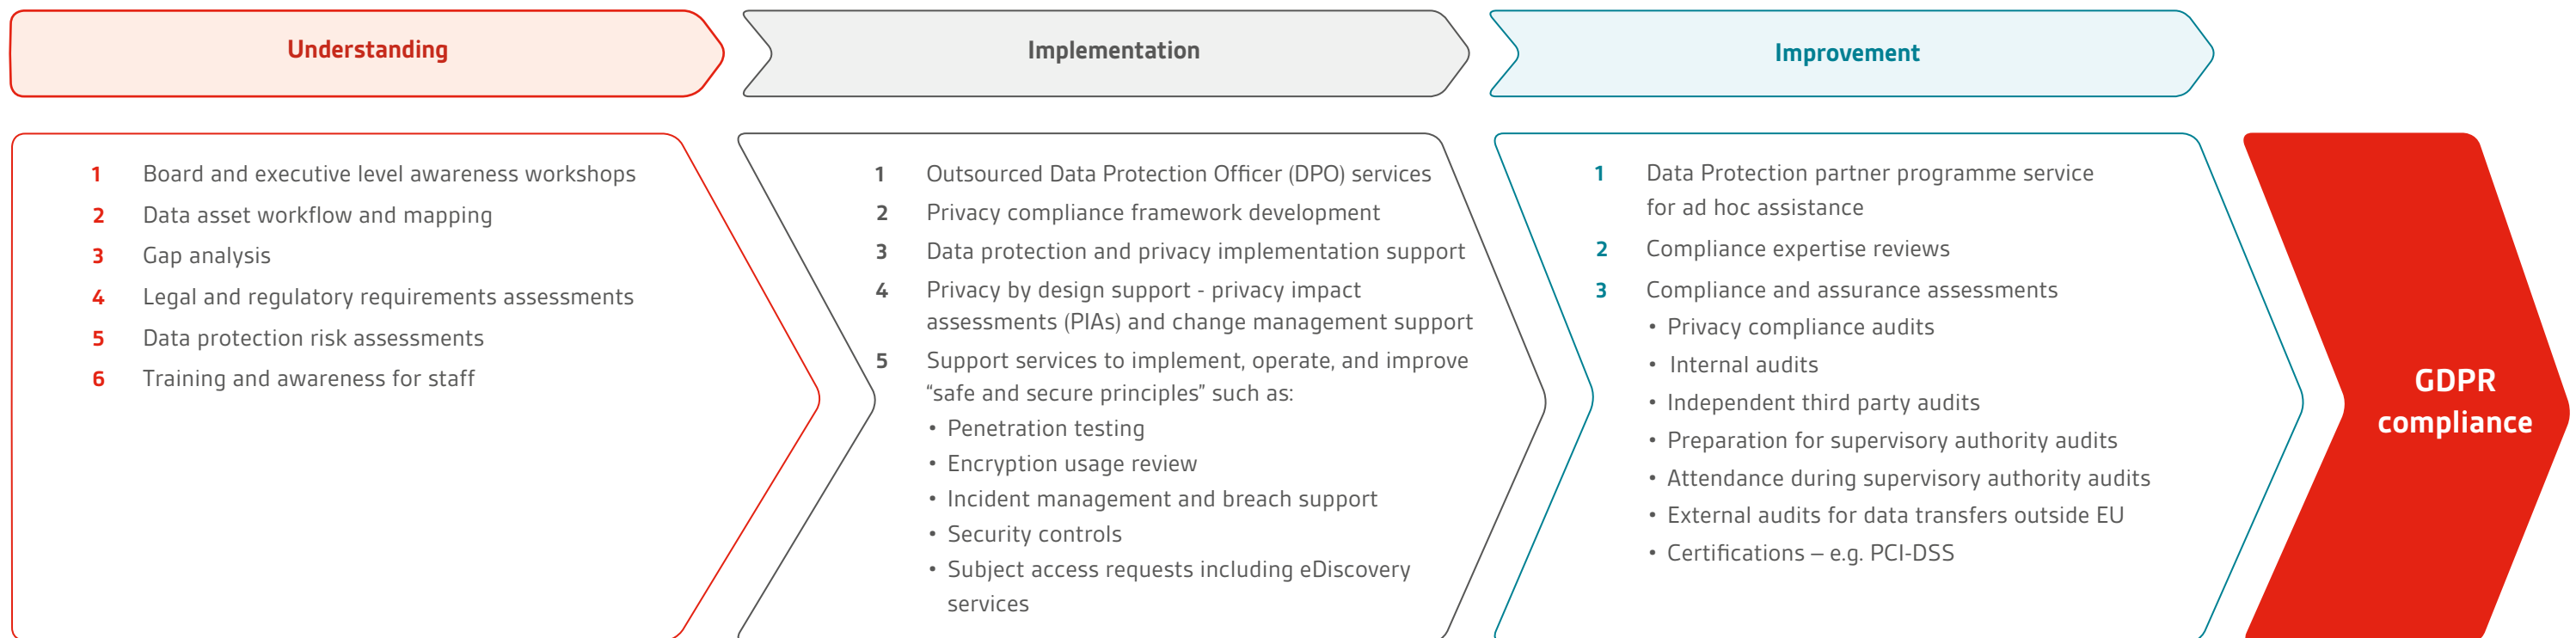 Understanding
1 Board and executive level awareness workshops
2 Data asset workflow and mapping
3 Gap analysis
4 Legal and regulatory requirements assessments
5 Data protection risk assessments
6 Training and awareness for staff
Implementation
1 Outsourced Data Protection Officer (DPO) services
2 Privacy compliance framework development
3 Data protection and privacy implementation support
4 Privacy by design support - privacy impact
assessments (PIAs) and change management support
5 Support services to implement, operate, and improve
“safe and secure principles” such as:
• Penetration testing
• Encryption usage review
• Incident management and breach support
• Security controls
• Subject access requests including eDiscovery
services
Improvement
1 Data Protection partner programme service
for ad hoc assistance
2 Compliance expertise reviews
3 Compliance and assurance assessments
• Privacy compliance audits
• Internal audits
• Independent third party audits
• Preparation for supervisory authority audits
• Attendance during supervisory authority audits
• External audits for data transfers outside EU
• Certifications – e.g. PCI-DSS
GDPR
compliance